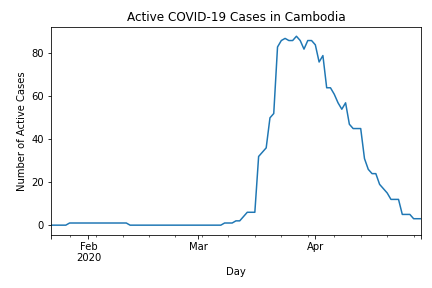 Active COVID-19 Cases in Cambodia
Number of Active Cases
80
60
40
20
0
Feb
2020
Mar
Apr
Day